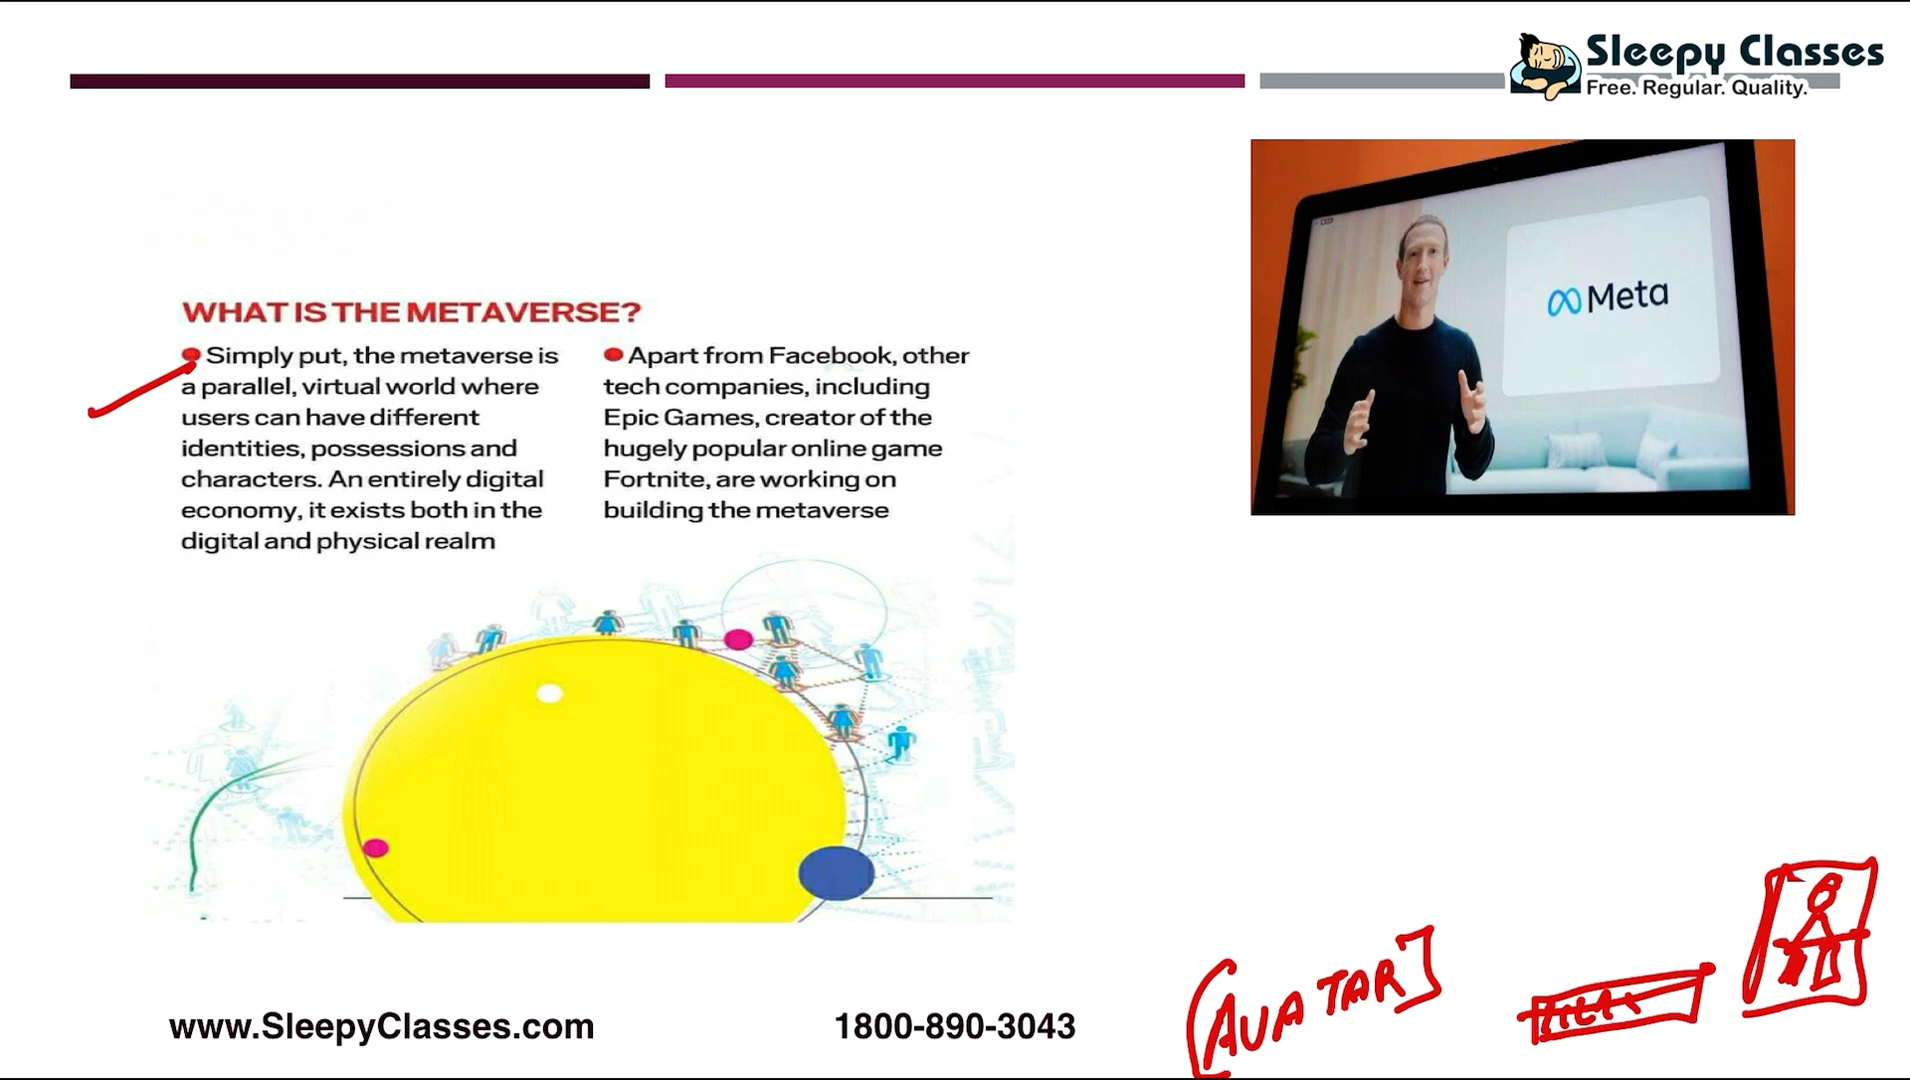 Sleepy Classes
Free. Regular. Quality.
Meta
WHAT IS THE METAVERSE?
Simply put, the metaverse is
a parallel, virtual world where
users can have different
identities, possessions and
characters. An entirely digital
economy, it exists both in the
digital and physical realm
Apart from Facebook, other
tech companies, including
Epic Games, creator of the
hugely popular online game
Fortnite, are working on
building the metaverse
[AVATAR]
www.SleepyClasses.com
1800-890-3043